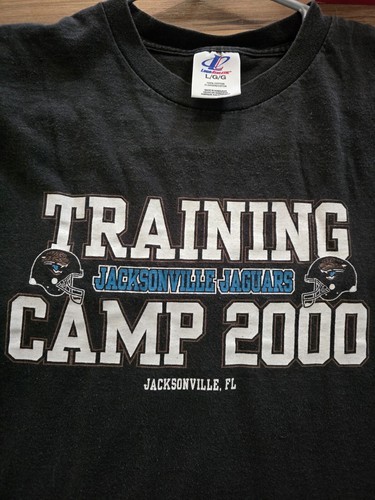 L/G/G
TRAINING
JACKSONVILLE JAGUARS
CAMP 2000
JACKSONVILLE, FL